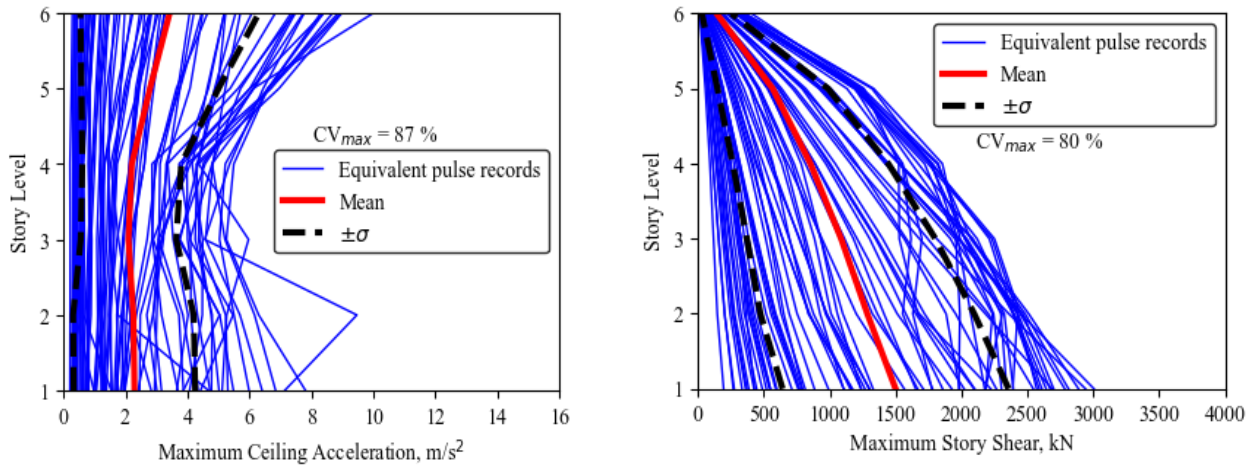 6
5
4
3
2
1
Story Level
CV_max = 87 %
Equivalent pulse records
Mean
±σ
0 2 4 6 8 10 12 14 16
Maximum Ceiling Acceleration, m/s²
6
5
4
3
2
1
Story Level
Equivalent pulse records
Mean
±σ
CV_max = 80 %
0 500 1000 1500 2000 2500 3000 3500 4000
Maximum Story Shear, kN